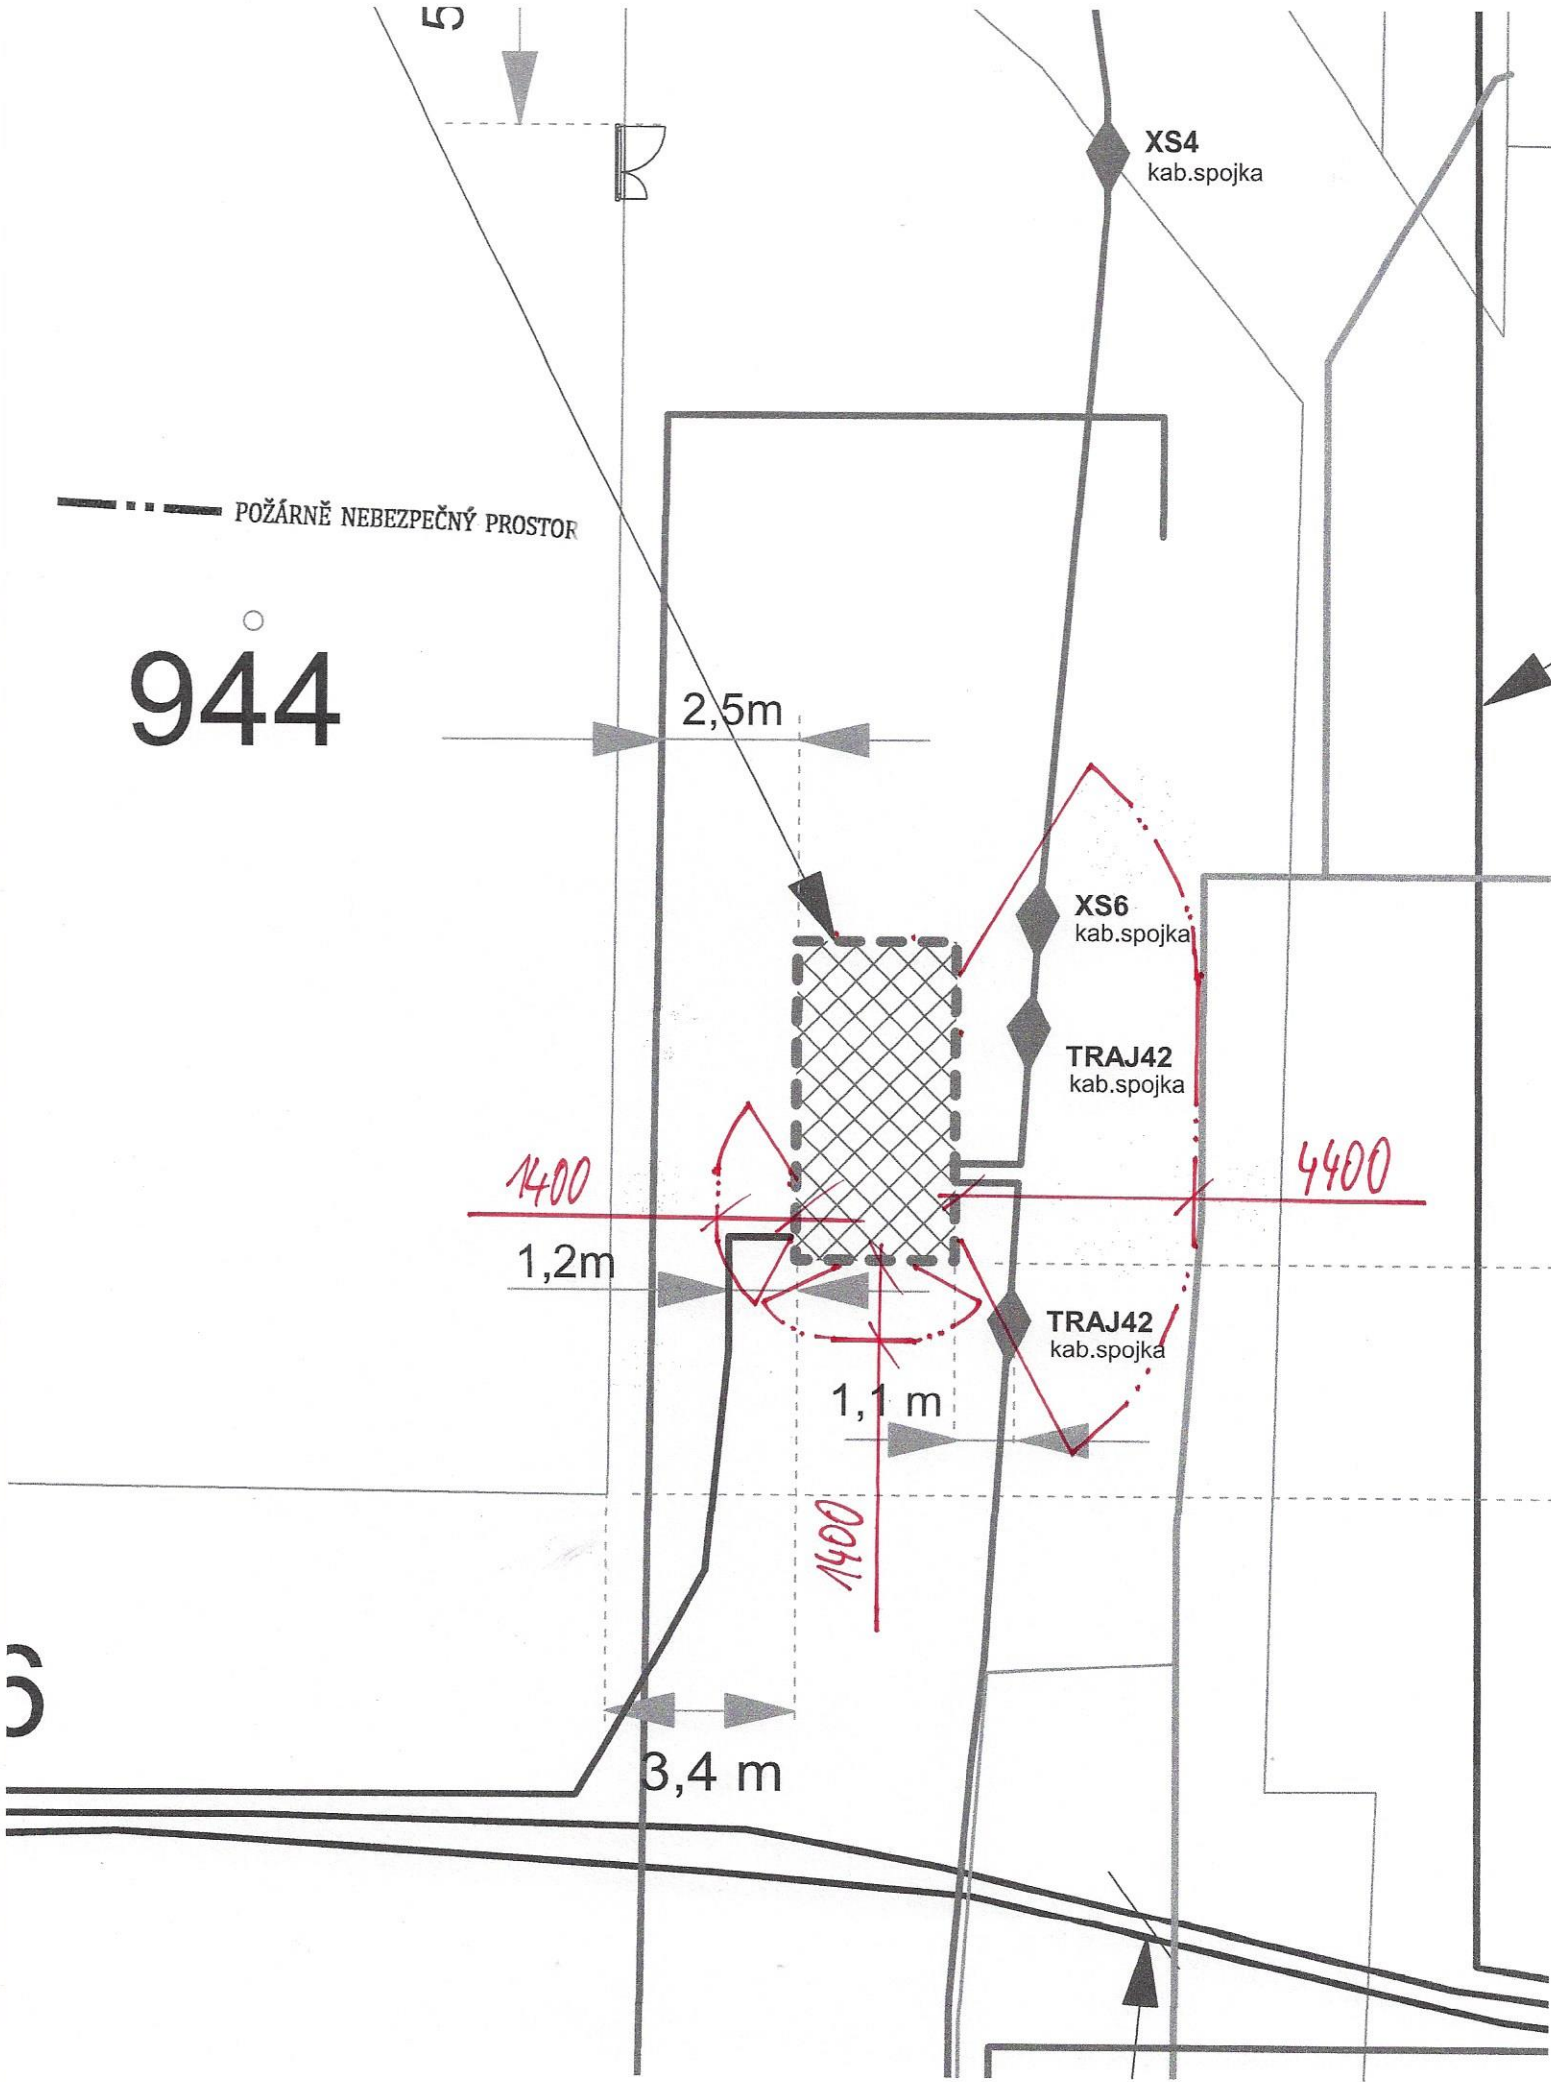 5
XS4
kab.spojka
POŽÁRNĚ NEBEZPEČNÝ PROSTOR
944
2,5m
XS6
kab.spojka
TRAJ42
kab.spojka
1400
4400
1,2m
TRAJ42
kab.spojka
1,1 m
1400
3,4 m